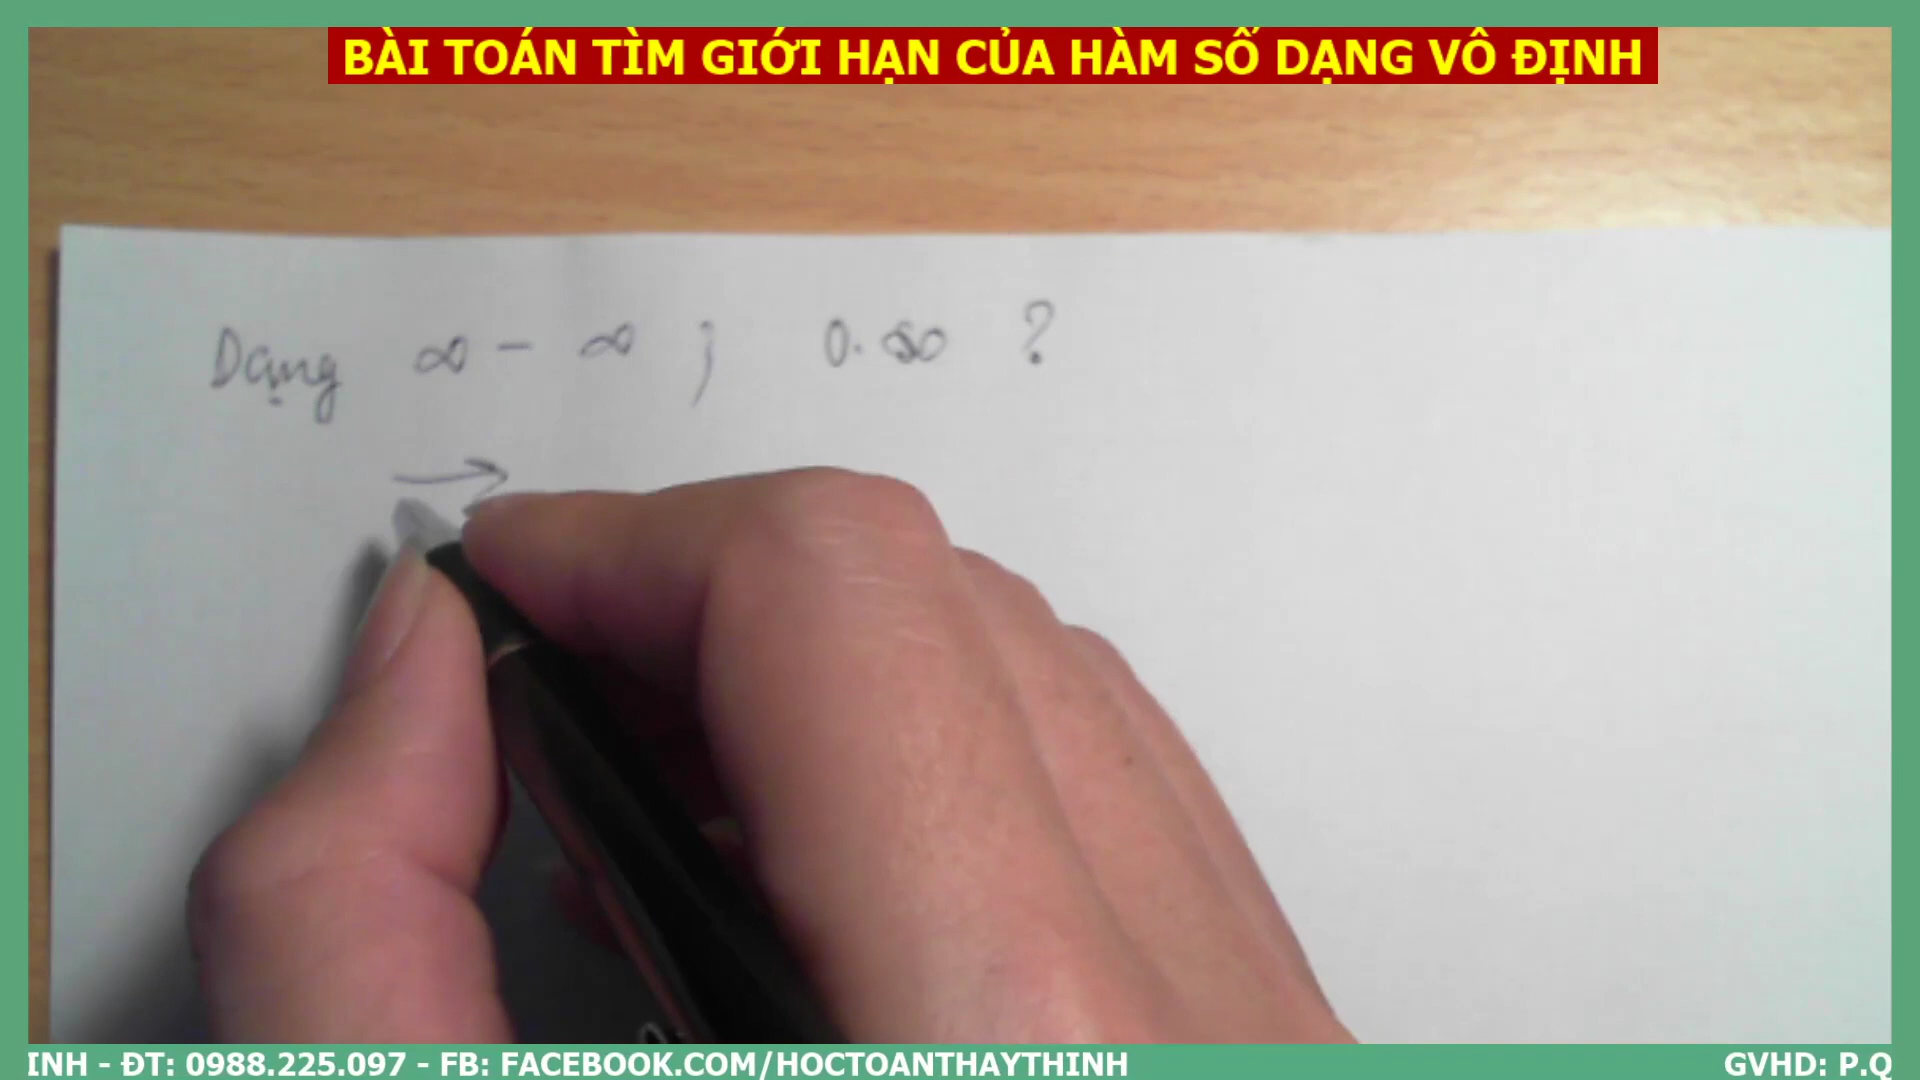 BÀI TOÁN TÌM GIỚI HẠN CỦA HÀM SỐ DẠNG VÔ ĐỊNH
Dạng ∞ - ∞ ; 0.∞ ?
INH - ĐT: 0988.225.097 - FB: FACEBOOK.COM/HOCTOANTHAYTHINH
GVHD: P.Q